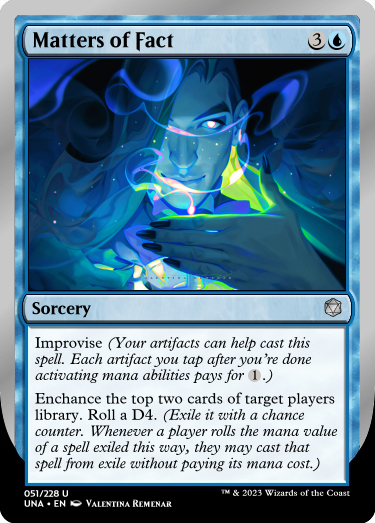 Matters of Fact 3
Sorcery
Improvise (Your artifacts can help cast this
spell. Each artifact you tap after you're done
activating mana abilities pays for 1.)
Enchance the top two cards of target players
library. Roll a D4. (Exile it with a chance
counter. Whenever a player rolls the mana value
of a spell exiled this way, they may cast that
spell from exile without paying its mana cost.)
051/228 U ™ & 2023 Wizards of the Coast
UNA • EN Valentina Remenar